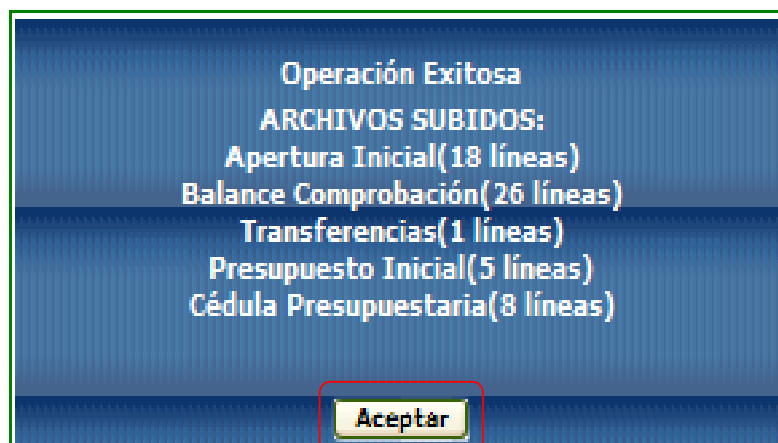 Operación Exitosa
ARCHIVOS SUBIDOS:
Apertura Inicial(18 líneas)
Balance Comprobación(26 líneas)
Transferencias(1 líneas)
Presupuesto Inicial(5 líneas)
Cédula Presupuestaria(8 líneas)
Aceptar